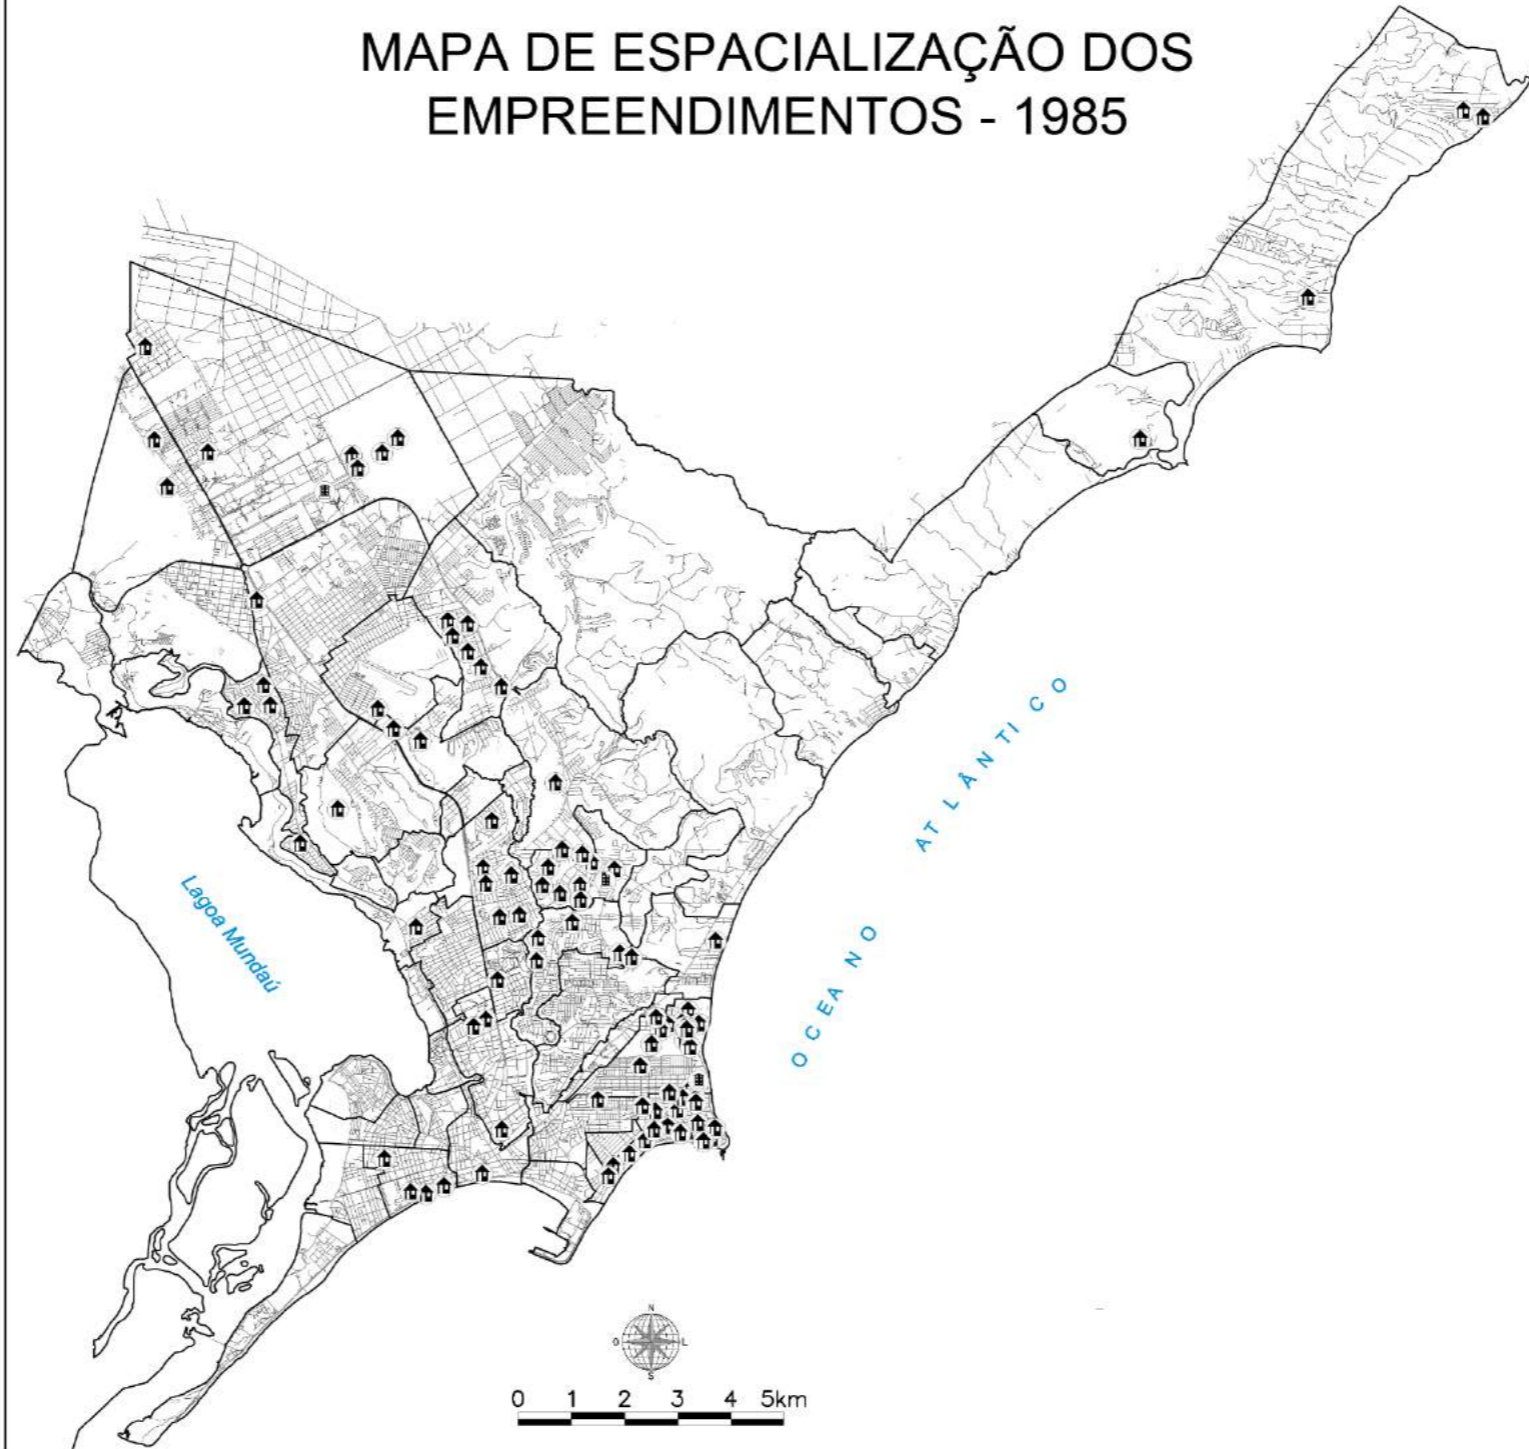 MAPA DE ESPACIALIZAÇÃO DOS
EMPREENDIMENTOS - 1985
Lagoa Mundaú
OCEANO ATLÂNTICO
N
O L
S
0 1 2 3 4 5km